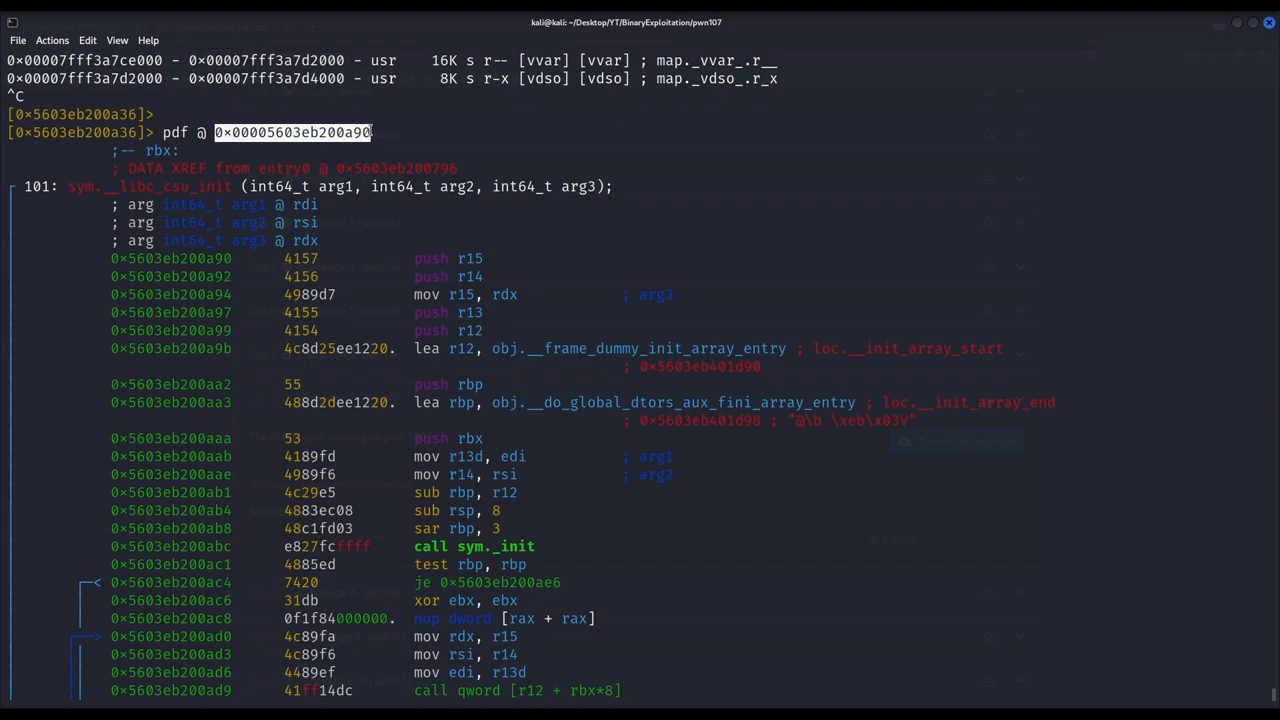 kali@kali: ~/Desktop/YT/BinaryExploitation/pwn107
File Actions Edit View Help
0×00007fff3a7ce000 - 0×00007fff3a7d2000 - usr    16K s r-- [vvar] [vvar] ; map._vvar_.r__
0×00007fff3a7d2000 - 0×00007fff3a7d4000 - usr     8K s r-x [vdso] [vdso] ; map._vdso_.r_x
^C
[0×5603eb200a36]>
[0×5603eb200a36]> pdf @ 0×00005603eb200a90
;-- rbx:
; DATA XREF from entry0 @ 0×5603eb200796
101: sym.__libc_csu_init (int64_t arg1, int64_t arg2, int64_t arg3);
; arg int64_t arg1 @ rdi
; arg int64_t arg2 @ rsi
; arg int64_t arg3 @ rdx
0×5603eb200a90      4157           push r15
0×5603eb200a92      4156           push r14
0×5603eb200a94      4989d7         mov r15, rdx            ; arg3
0×5603eb200a97      4155           push r13
0×5603eb200a99      4154           push r12
0×5603eb200a9b      4c8d25ee1220.  lea r12, obj.__frame_dummy_init_array_entry ; loc.__init_array_start
; 0×5603eb401d90
0×5603eb200aa2      55             push rbp
0×5603eb200aa3      488d2dee1220.  lea rbp, obj.__do_global_dtors_aux_fini_array_entry ; loc.__init_array_end
; 0×5603eb401d98 ; "@\b \xeb\x03V"
0×5603eb200aaa      53             push rbx
0×5603eb200aab      4189fd         mov r13d, edi           ; arg1
0×5603eb200aae      4989f6         mov r14, rsi            ; arg2
0×5603eb200ab1      4c29e5         sub rbp, r12
0×5603eb200ab4      4883ec08       sub rsp, 8
0×5603eb200ab8      48c1fd03       sar rbp, 3
0×5603eb200abc      e827fcffff     call sym._init
0×5603eb200ac1      4885ed         test rbp, rbp
0×5603eb200ac4      7420           je 0×5603eb200ae6
0×5603eb200ac6      31db           xor ebx, ebx
0×5603eb200ac8      0f1f84000000.  nop dword [rax + rax]
0×5603eb200ad0      4c89fa         mov rdx, r15
0×5603eb200ad3      4c89f6         mov rsi, r14
0×5603eb200ad6      4489ef         mov edi, r13d
0×5603eb200ad9      41ff14dc       call qword [r12 + rbx*8]